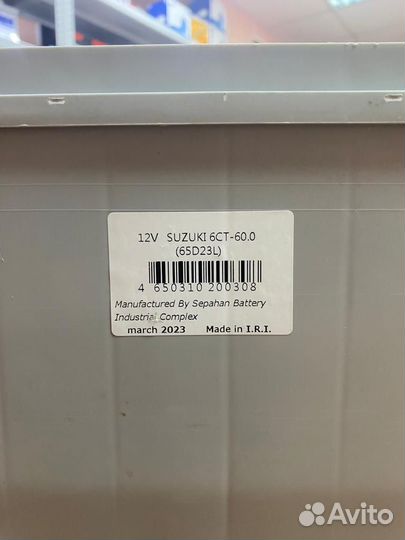 12V SUZUKI 6CT-60.0
(65D23L)
4 650310 200308
Manufactured By Sepahan Battery
Industrial Complex
march 2023 Made in I.R.I.
Avito